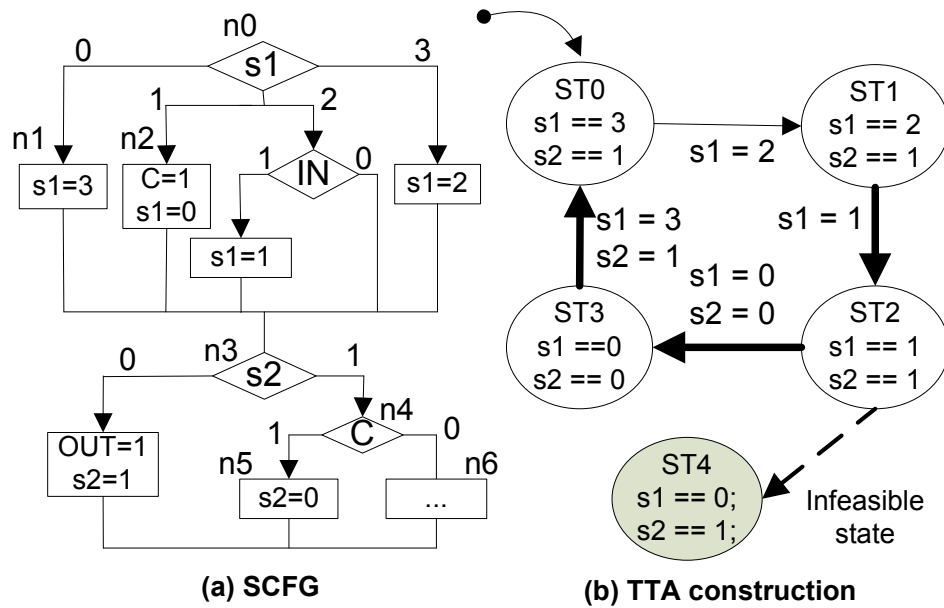 n0
0
s1
3
1
2
n1
n2
s1=3
C=1
s1=0
1
IN
0
s1=2
s1=1
0
n3
s2
1
n4
OUT=1
s2=1
1
C
0
n5
s2=0
n6
...
(a) SCFG
ST0
s1 == 3
s2 == 1
s1 = 2
ST1
s1 == 2
s2 == 1
s1 = 3
s2 = 1
s1 = 1
s1 = 0
s2 = 0
ST3
s1 ==0
s2 == 0
ST2
s1 == 1
s2 == 1
ST4
s1 == 0;
s2 == 1;
Infeasible
state
(b) TTA construction